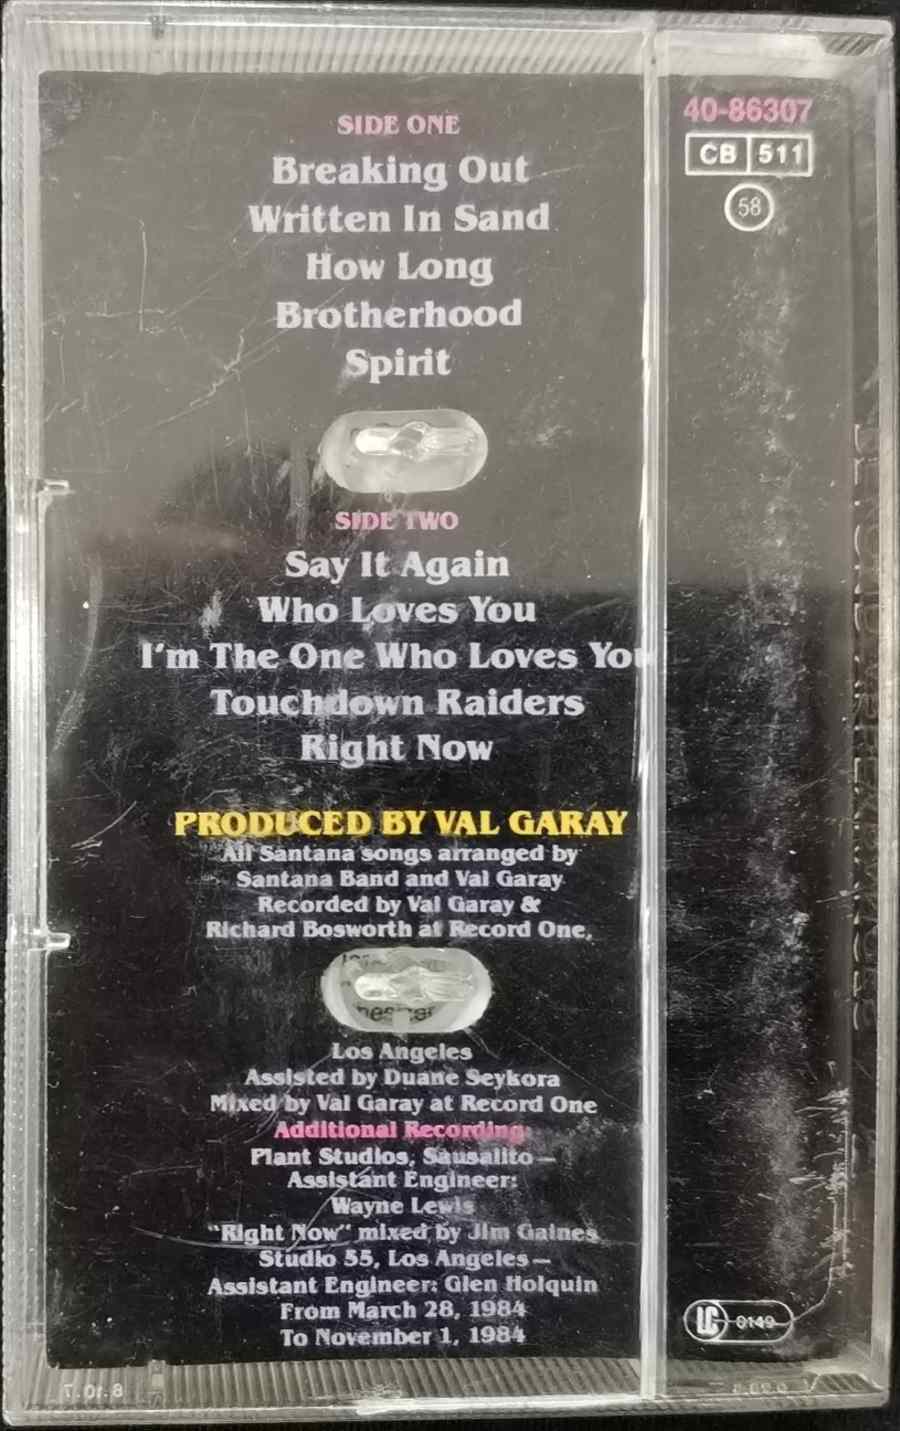 SIDE ONE
Breaking Out
Written In Sand
How Long
Brotherhood
Spirit
SIDE TWO
Say It Again
Who Loves You
I'm The One Who Loves You
Touchdown Raiders
Right Now
PRODUCED BY VAL GARAY
All Santana songs arranged by
Santana Band and Val Garay
Recorded by Val Garay &
Richard Bosworth at Record One,
Los Angeles
Assisted by Duane Seykora
Mixed by Val Garay at Record One
Additional Recording
Plant Studios, Sausalito—
Assistant Engineer:
Wayne Lewis
"Right Now" mixed by Jim Gaines
Studio 55, Los Angeles—
Assistant Engineer: Glen Holquin
From March 28, 1984
To November 1, 1984
40-86307
CB 511
58
LC 0149